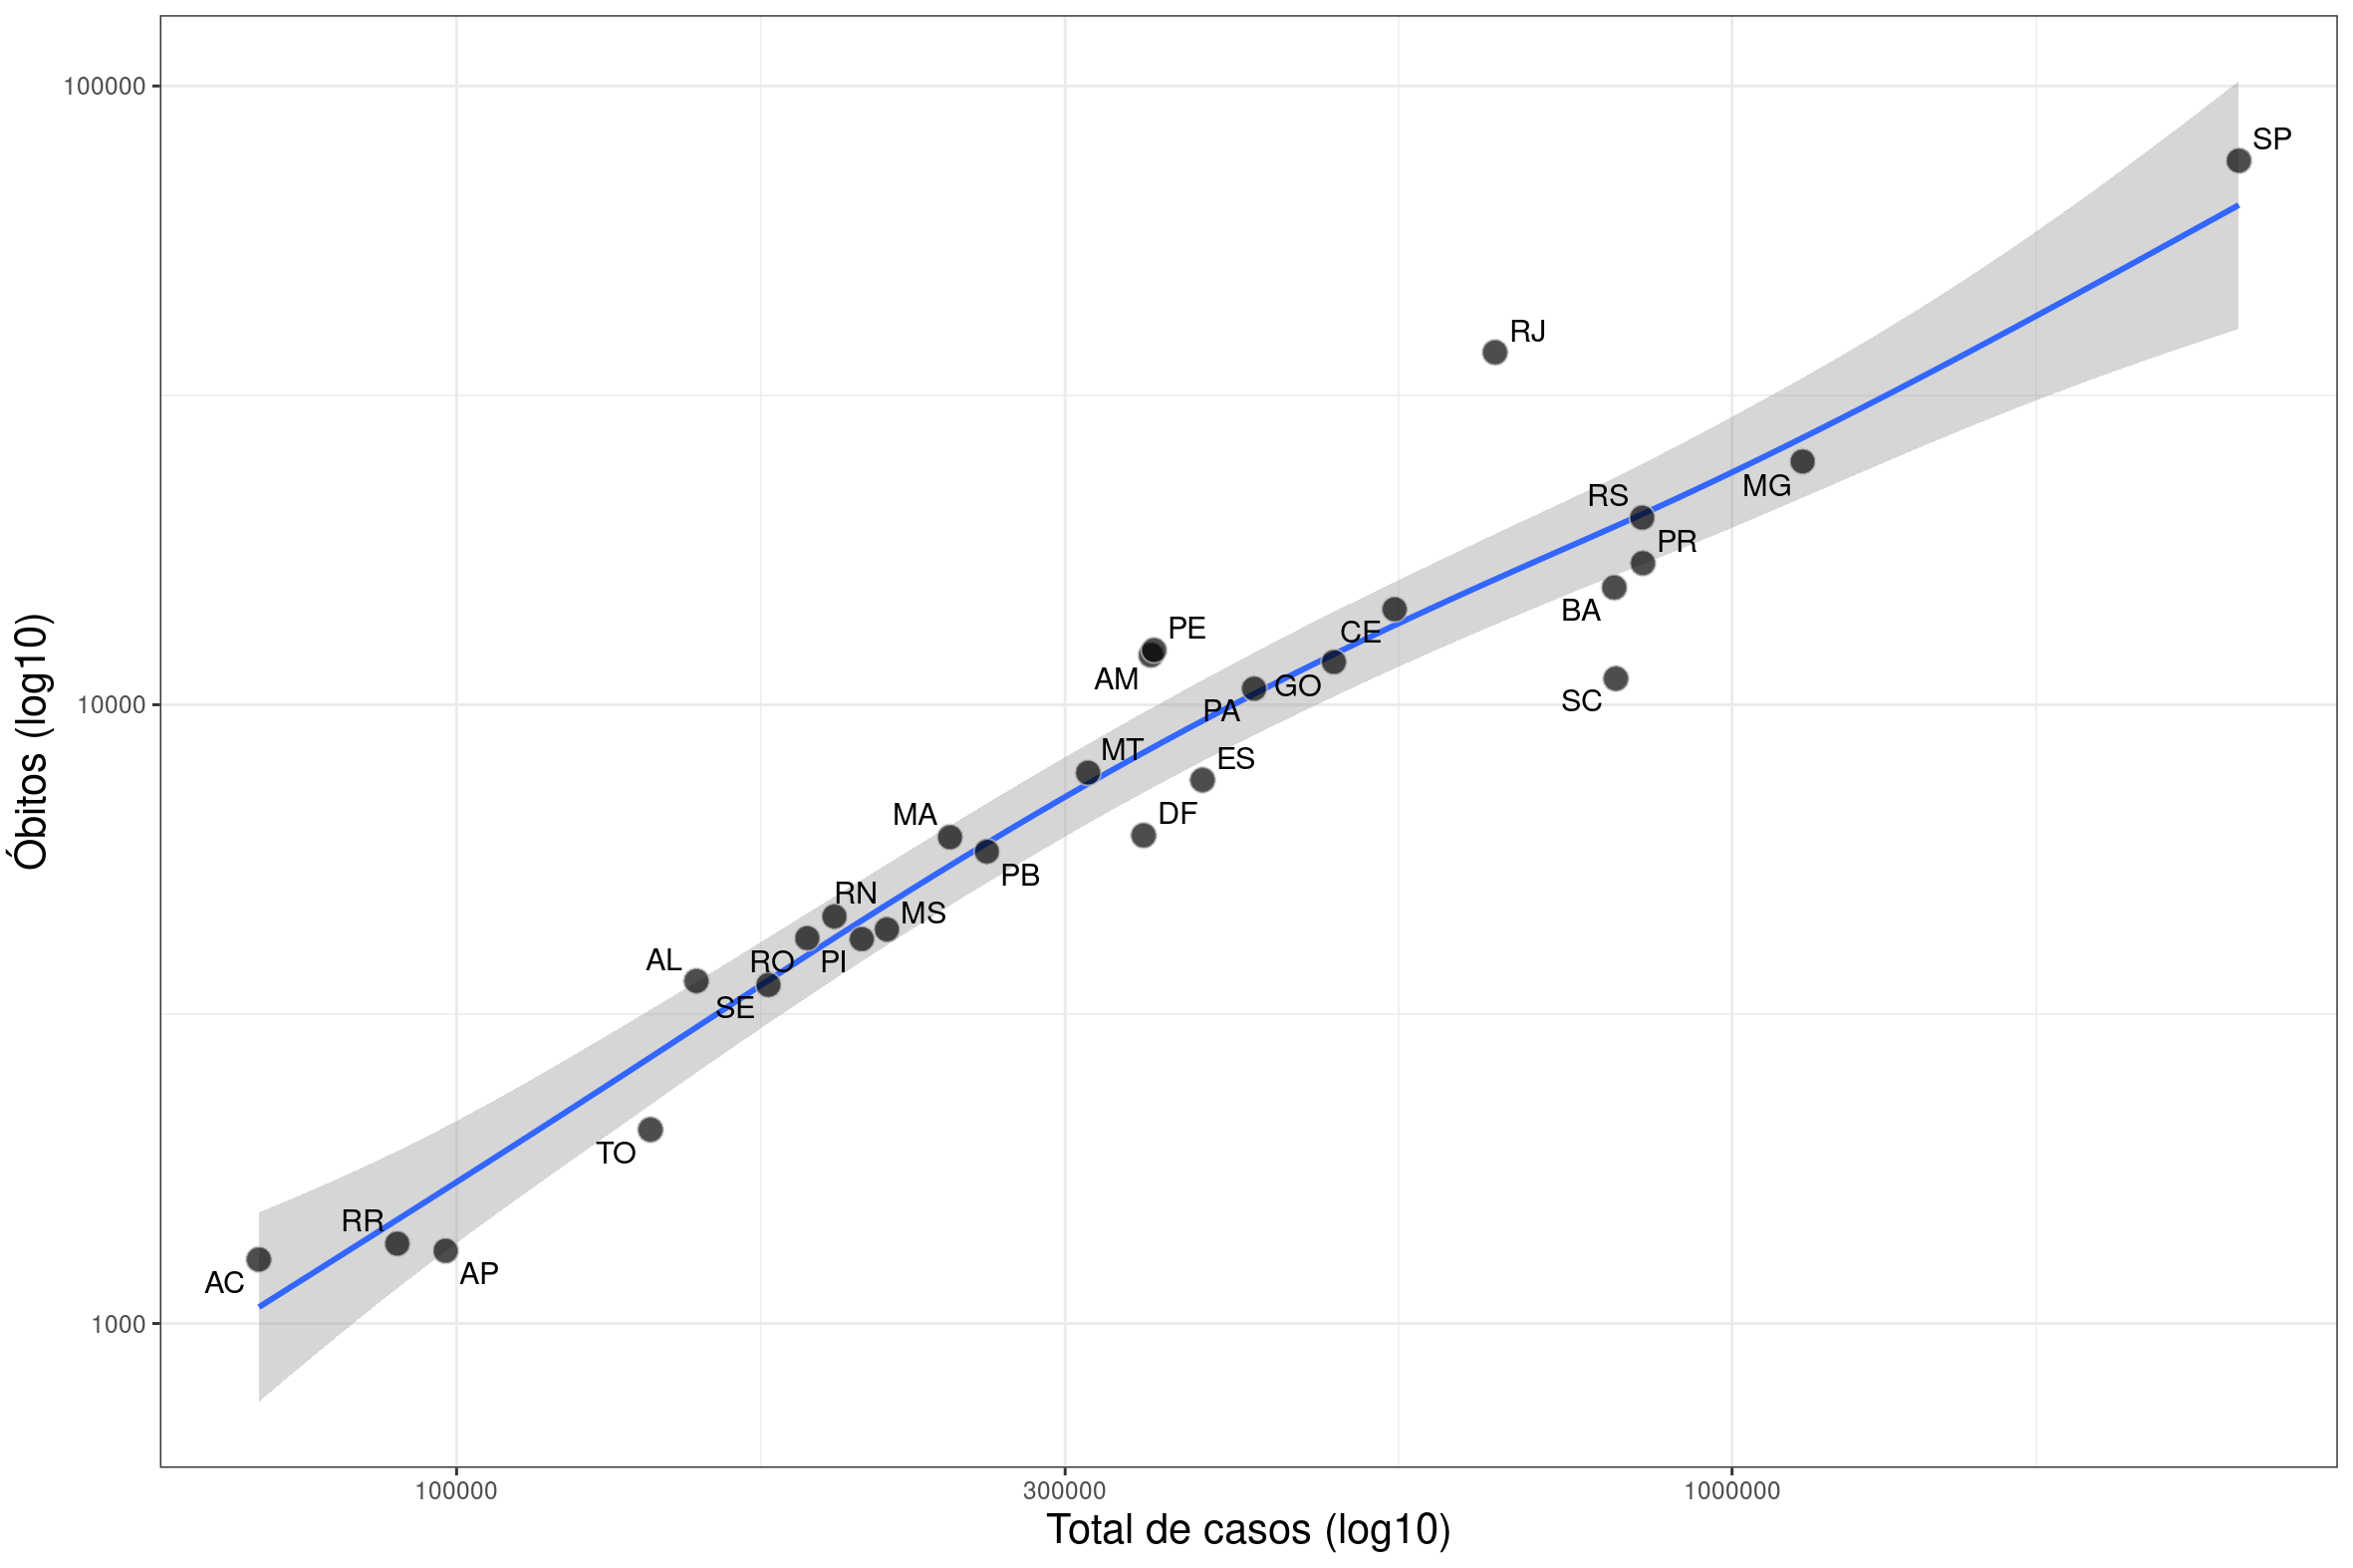 100000
10000
1000
Óbitos (log10)
SP
RJ
MG
RS
PR
BA
SC
PE
AM
CE
GO
PA
MT
ES
DF
MA
PB
RN
MS
AL
RO
PI
SE
TO
RR
AP
AC
100000
300000
1000000
Total de casos (log10)